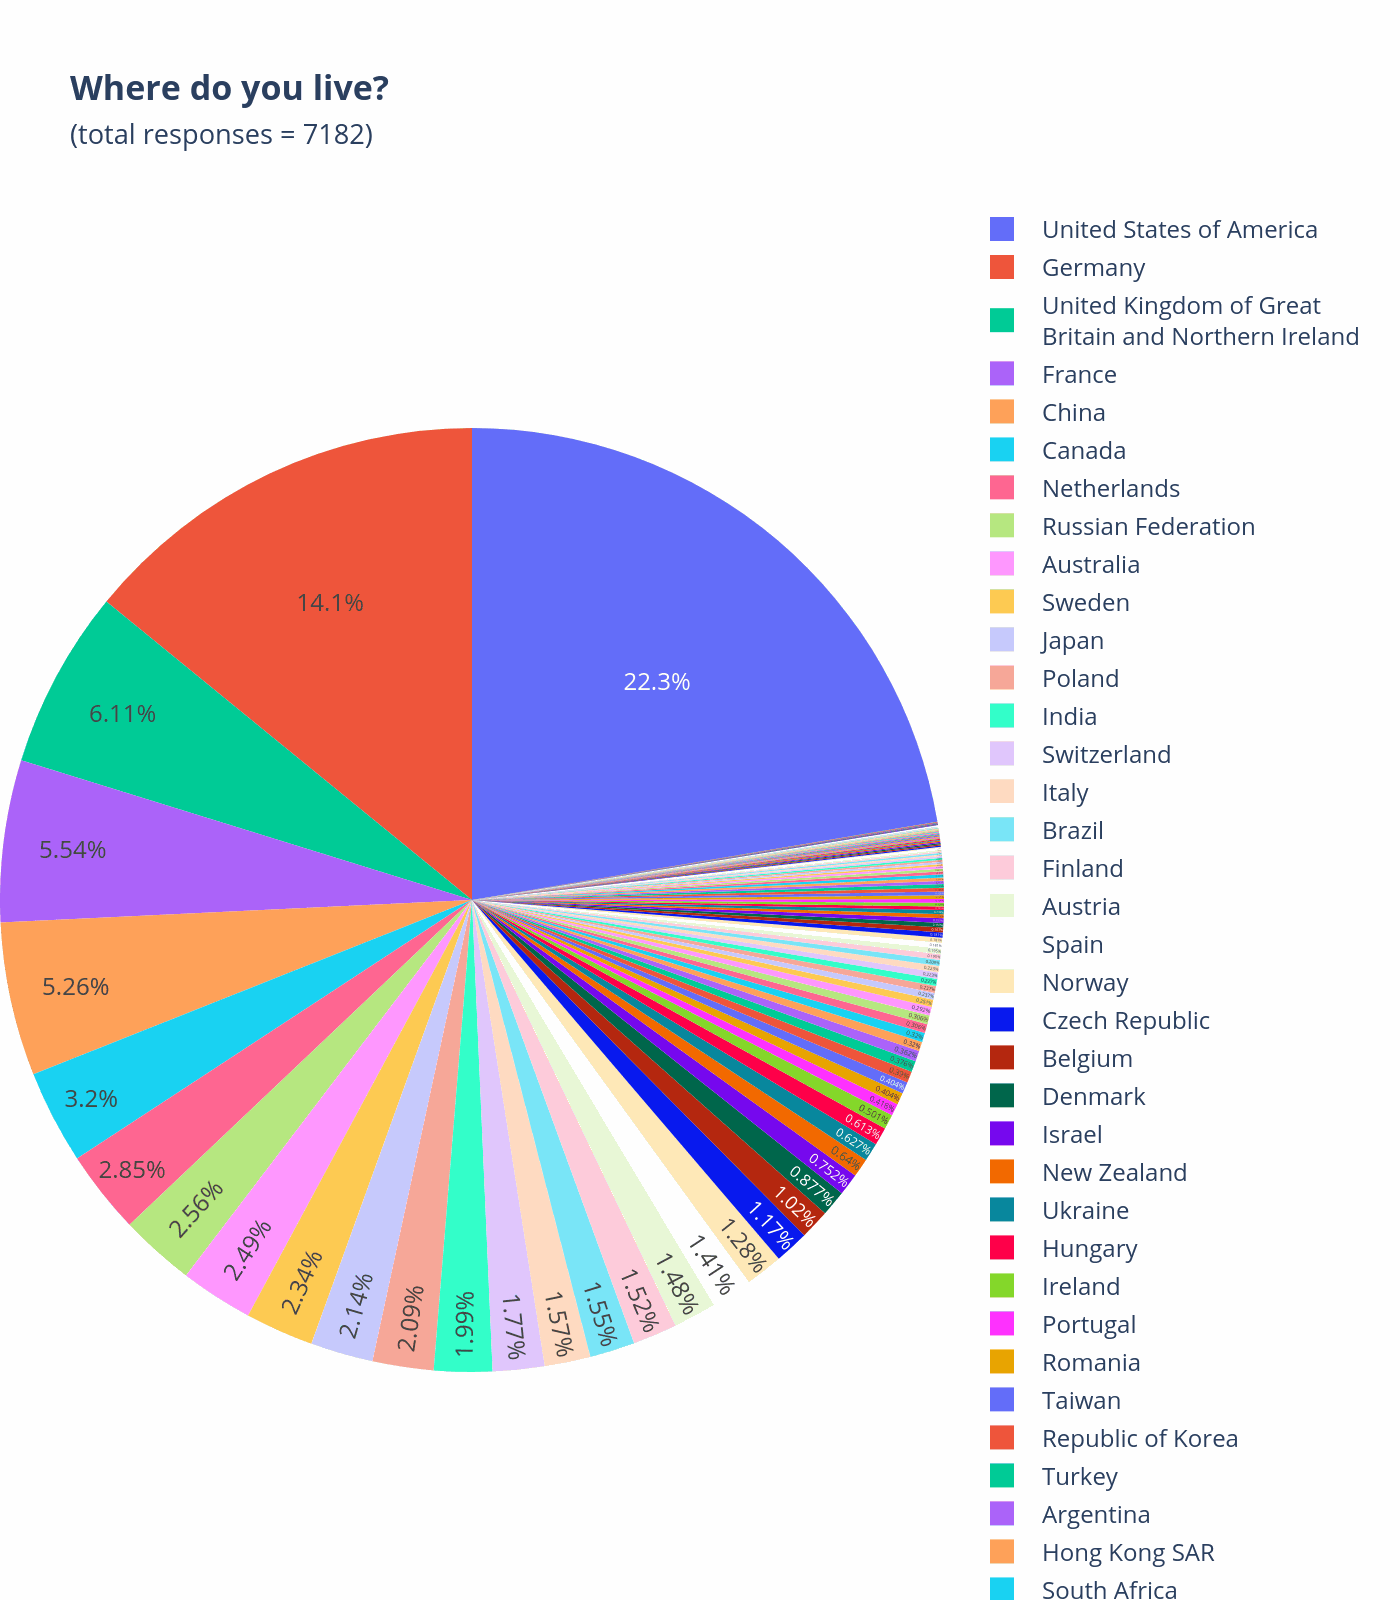 Where do you live?
(total responses = 7182)
United States of America
Germany
United Kingdom of Great
Britain and Northern Ireland
France
China
Canada
Netherlands
Russian Federation
Australia
Sweden
Japan
Poland
India
Switzerland
Italy
Brazil
Finland
Austria
Spain
Norway
Czech Republic
Belgium
Denmark
Israel
New Zealand
Ukraine
Hungary
Ireland
Portugal
Romania
Taiwan
Republic of Korea
Turkey
Argentina
Hong Kong SAR
South Africa
22.3%
14.1%
6.11%
5.54%
5.26%
3.2%
2.85%
2.56%
2.49%
2.34%
2.14%
2.09%
1.99%
1.77%
1.57%
1.55%
1.52%
1.48%
1.41%
1.28%
1.17%
1.02%
0.877%
0.752%
0.64%
0.627%
0.613%
0.501%
0.418%
0.404%
0.404%